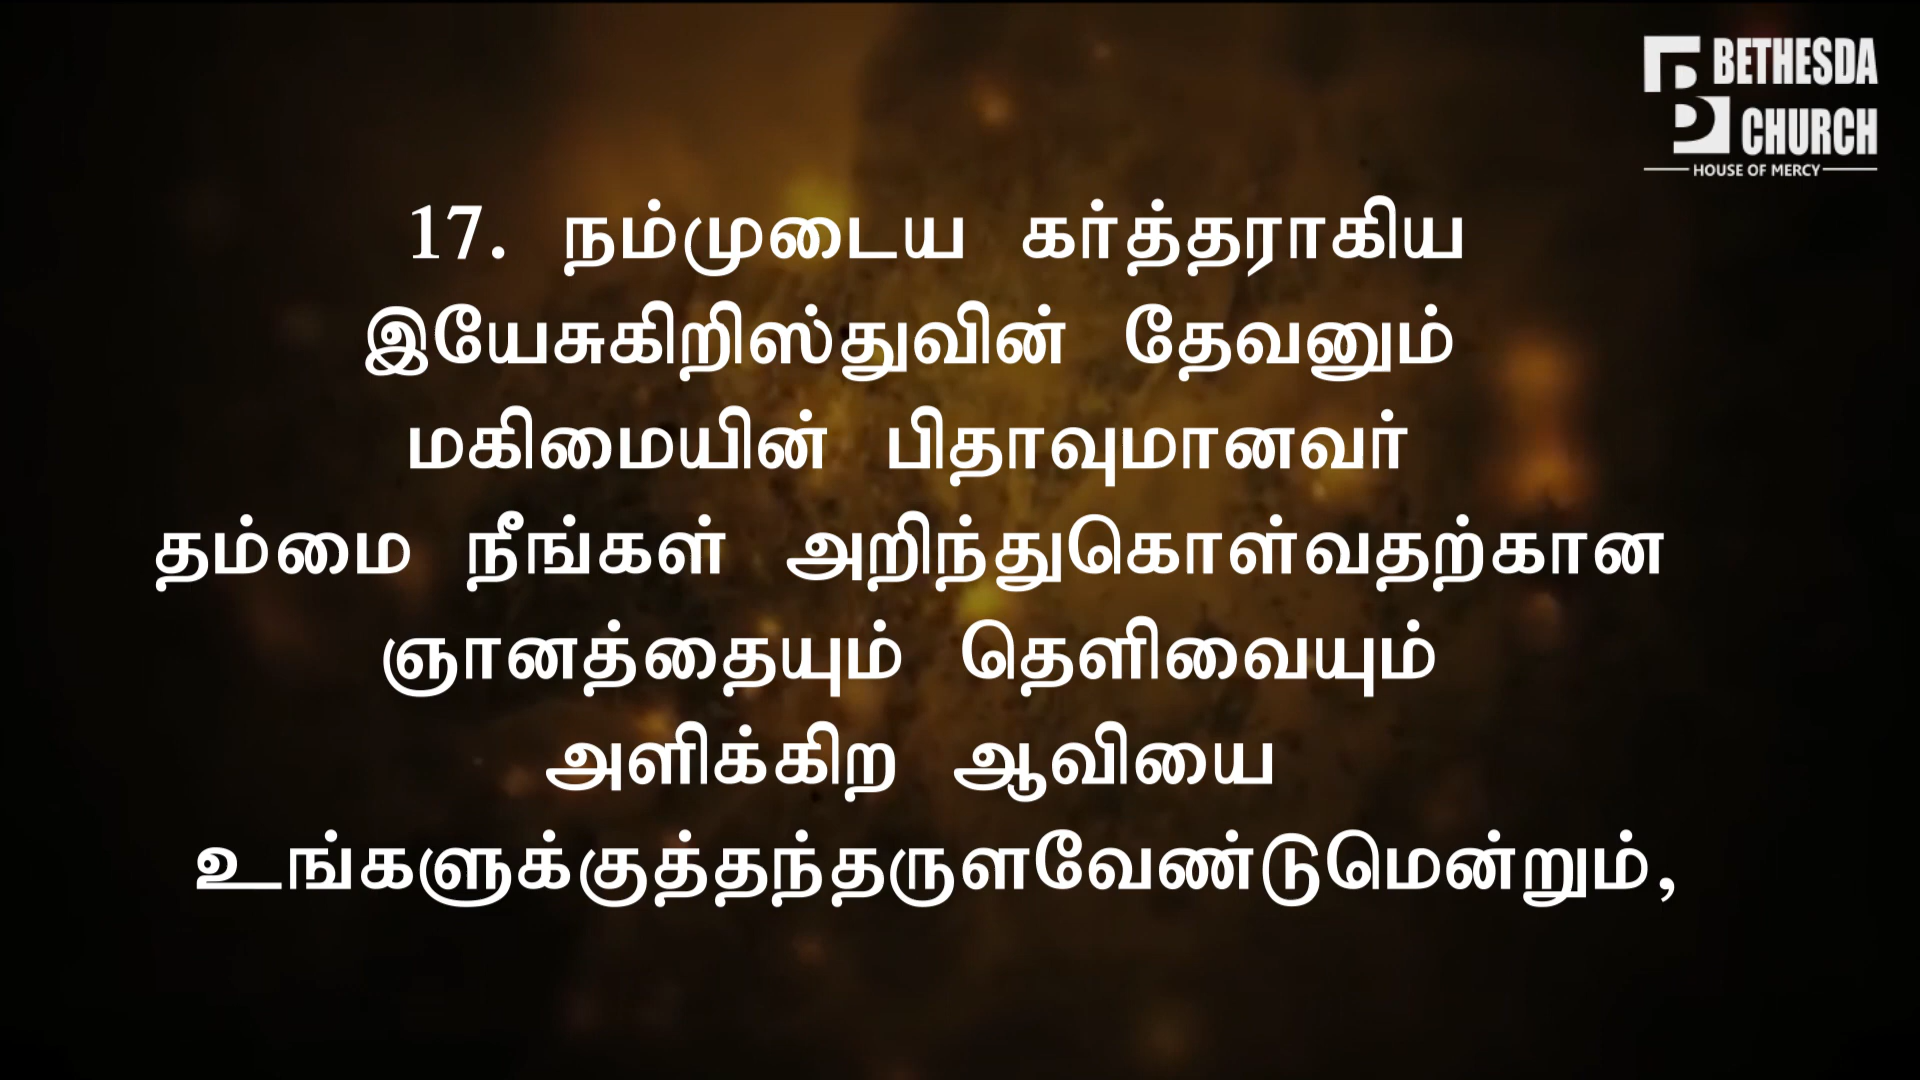 BETHESDA
CHURCH
HOUSE OF MERCY
17. நம்முடைய கர்த்தராகிய
இயேசுகிறிஸ்துவின் தேவனும்
மகிமையின் பிதாவுமானவர்
தம்மை நீங்கள் அறிந்துகொள்வதற்கான
ஞானத்தையும் தெளிவையும்
அளிக்கிற ஆவியை
உங்களுக்குத்தந்தருளவேண்டுமென்றும்,